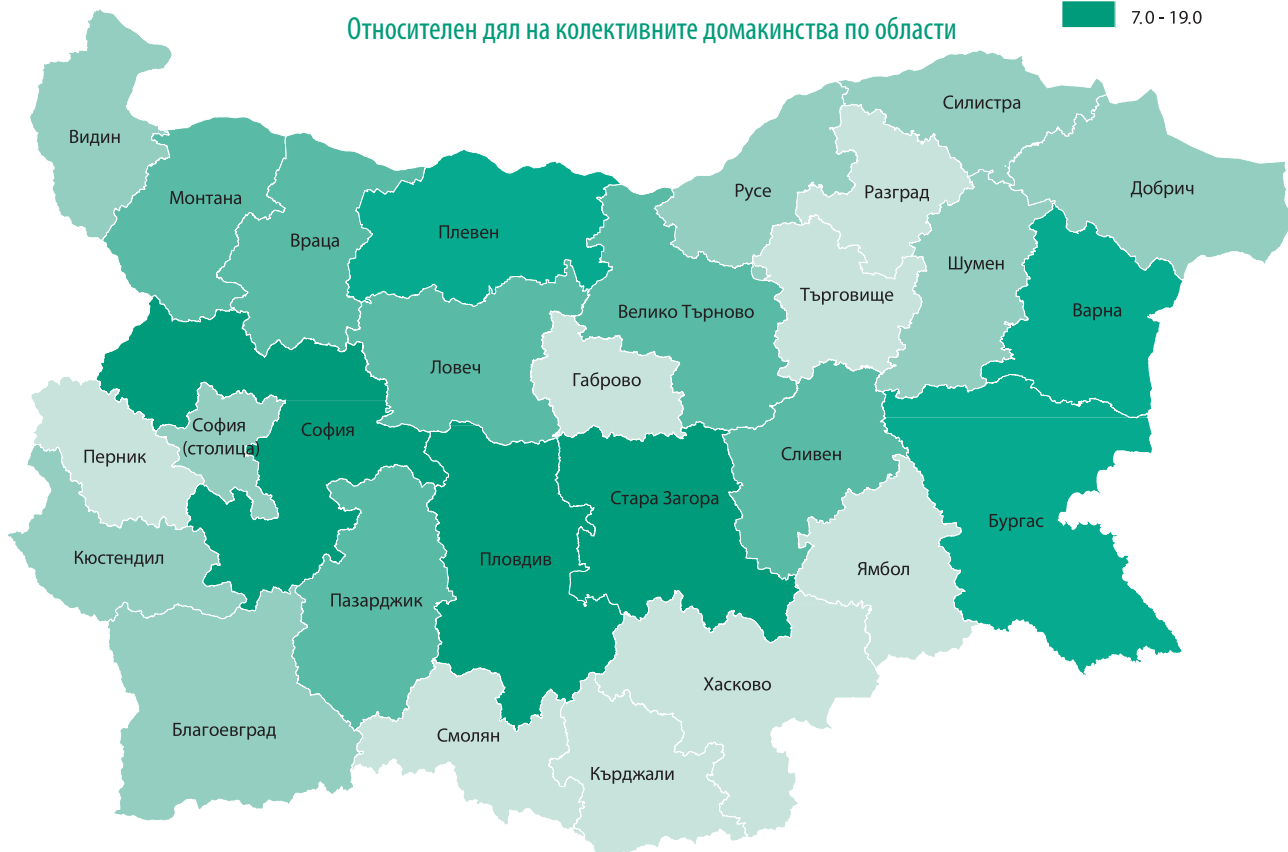 Относителен дял на колективните домакинства по области
7.0 - 19.0
Силистра
Видин
Добрич
Русе
Разград
Монтана
Плевен
Враца
Шумен
Търговище
Варна
Велико Търново
Ловеч
Габрово
София
(столица)
София
Перник
Сливен
Стара Загора
Бургас
Кюстендил
Пловдив
Ямбол
Пазарджик
Хасково
Благоевград
Смолян
Кърджали